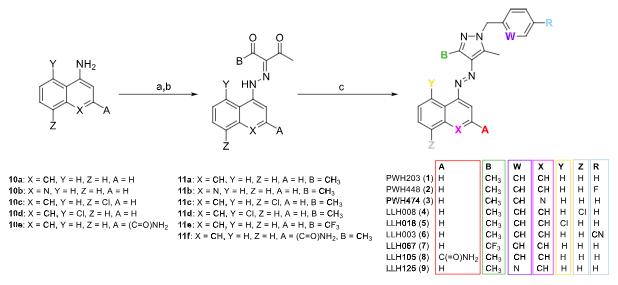 Y NH₂
X A
Z
a,b
O O
B
Y HN N
X A
Z
c
R
W
N N
B
N N
Y
X A
Z
10a: X = CH, Y = H, Z = H, A = H
10b: X = N, Y = H, Z = H, A = H
10c: X = CH, Y = H, Z = Cl, A = H
10d: X = CH, Y = Cl, Z = H, A = H
10e: X = CH, Y = H, Z = H, A = (C=O)NH₂
11a: X = CH, Y = H, Z = H, A = H, B = CH₃
11b: X = N, Y = H, Z = H, A = H, B = CH₃
11c: X = CH, Y = H, Z = Cl, A = H, B = CH₃
11d: X = CH, Y = Cl, Z = H, A = H, B = CH₃
11e: X = CH, Y = H, Z = H, A = H, B = CF₃
11f: X = CH, Y = H, Z = H, A = (C=O)NH₂, B = CH₃
A B W X Y Z R
PWH203 (1) H CH₃ CH CH H H H
PWH448 (2) H CH₃ CH CH H H F
PWH474 (3) H CH₃ CH N H H H
LLH008 (4) H CH₃ CH CH H Cl H
LLH018 (5) H CH₃ CH CH Cl H H
LLH003 (6) H CH₃ CH CH H H CN
LLH067 (7) H CF₃ CH CH H H H
LLH105 (8) C(=O)NH₂ CH₃ CH CH H H H
LLH125 (9) H CH₃ N CH H H H